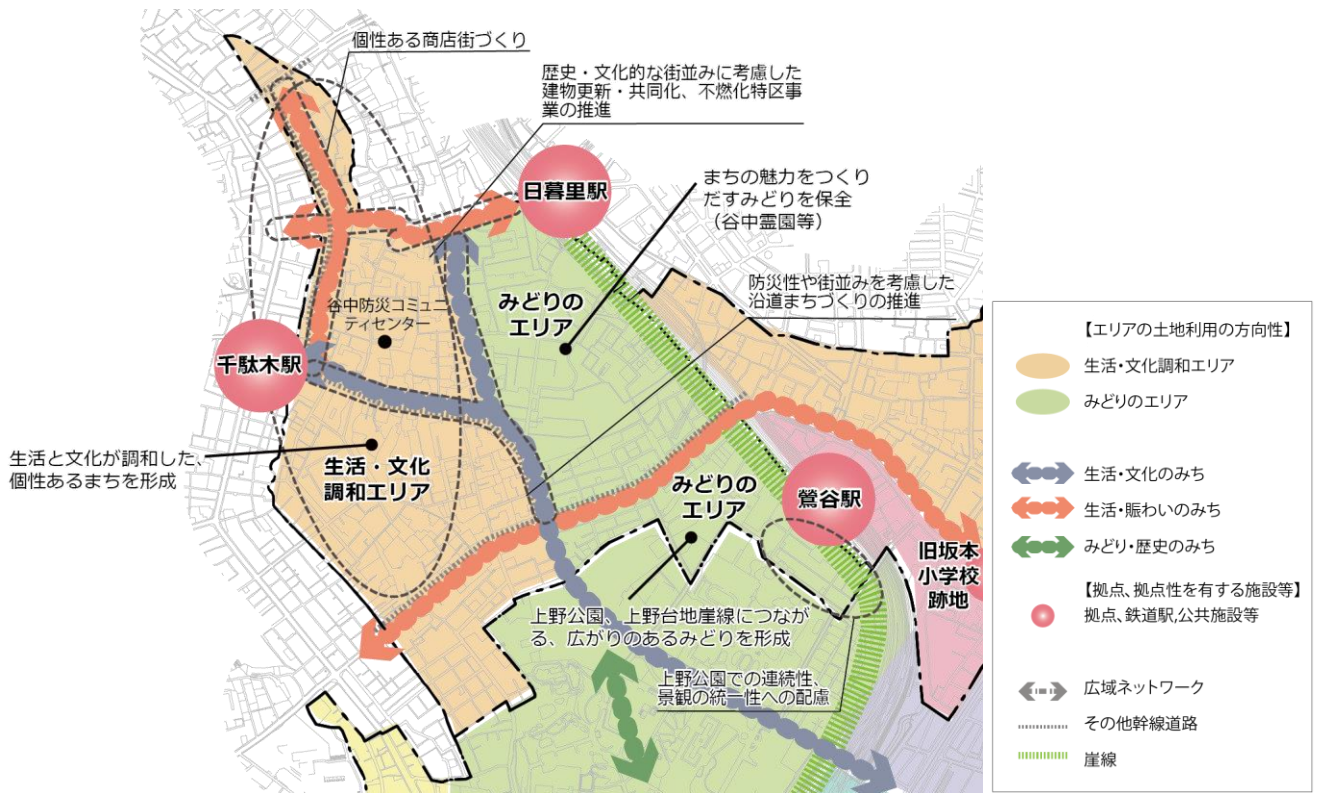 個性ある商店街づくり
歴史・文化的な街並みに考慮した
建物更新・共同化、不燃化特区事
業の推進
日暮里駅
まちの魅力をつくり
だすみどりを保全
（谷中霊園等）
防災性や街並みを考慮した
沿道まちづくりの推進
みどりの
エリア
谷中防災コミュニ
ティセンター
千駄木駅
生活と文化が調和した、
個性あるまちを形成
生活・文化
調和エリア
みどりの
エリア
鶯谷駅
旧坂本
小学校
跡地
上野公園、上野台地崖線につなが
る、広がりのあるみどりを形成
上野公園での連続性、
景観の統一性への配慮
【エリアの土地利用の方向性】
生活・文化調和エリア
みどりのエリア
生活・文化のみち
生活・賑わいのみち
みどり・歴史のみち
【拠点、拠点性を有する施設等】
拠点、鉄道駅,公共施設等
広域ネットワーク
その他幹線道路
崖線